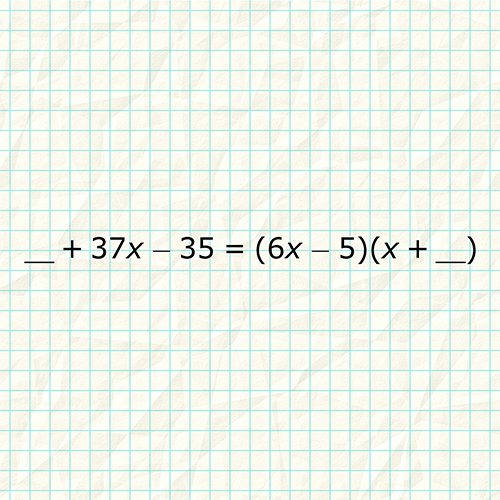 __ + 37x – 35 = (6x – 5)(x + __)